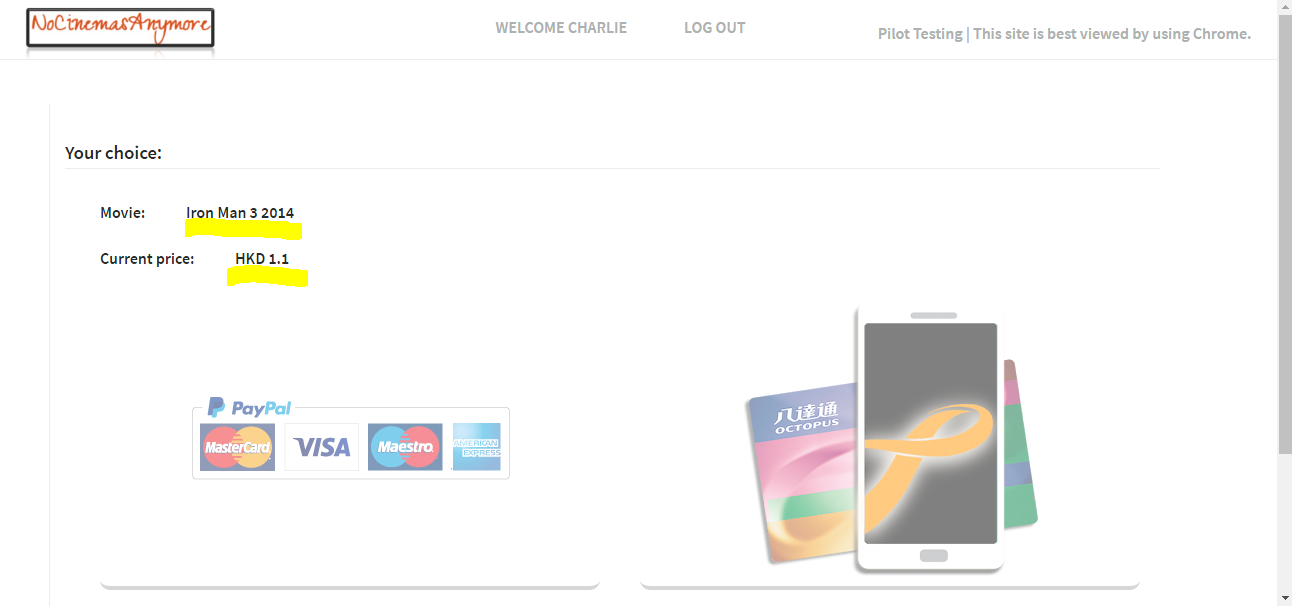 NoCinemasAnymore
WELCOME CHARLIE
LOG OUT
Pilot Testing | This site is best viewed by using Chrome.
Your choice:
Movie: Iron Man 3 2014
Current price: HKD 1.1
PayPal
MasterCard
VISA
Maestro
AMERICAN
EXPRESS
八達通
OCTOPUS